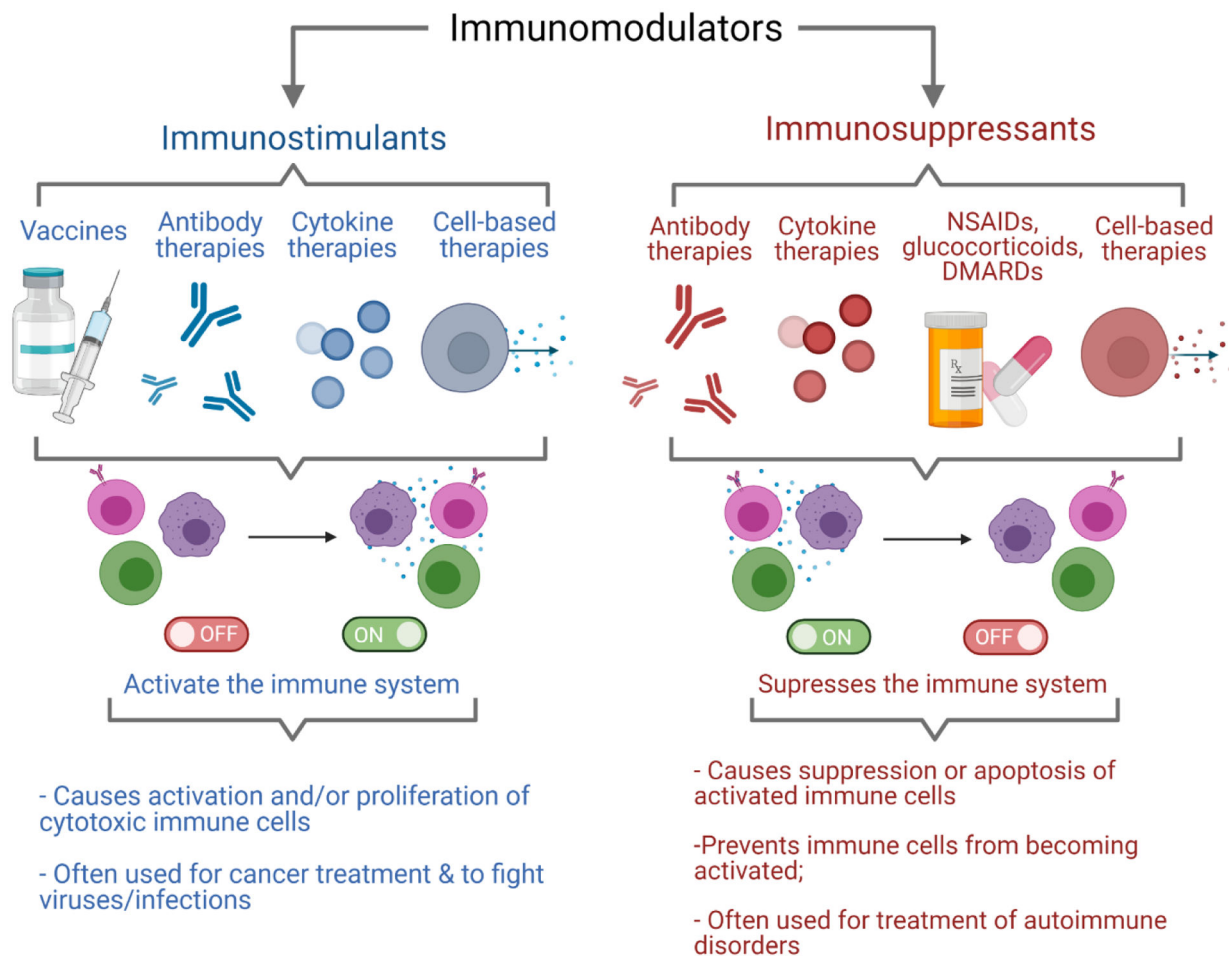 Immunomodulators
Immunostimulants
Vaccines
Antibody
therapies
Cytokine
therapies
Cell-based
therapies
OFF
ON
Activate the immune system
- Causes activation and/or proliferation of
cytotoxic immune cells
- Often used for cancer treatment & to fight
viruses/infections
Immunosuppressants
Antibody
therapies
Cytokine
therapies
NSAIDs,
glucocorticoids,
DMARDs
Cell-based
therapies
Rx
ON
OFF
Supresses the immune system
- Causes suppression or apoptosis of
activated immune cells
-Prevents immune cells from becoming
activated;
- Often used for treatment of autoimmune
disorders